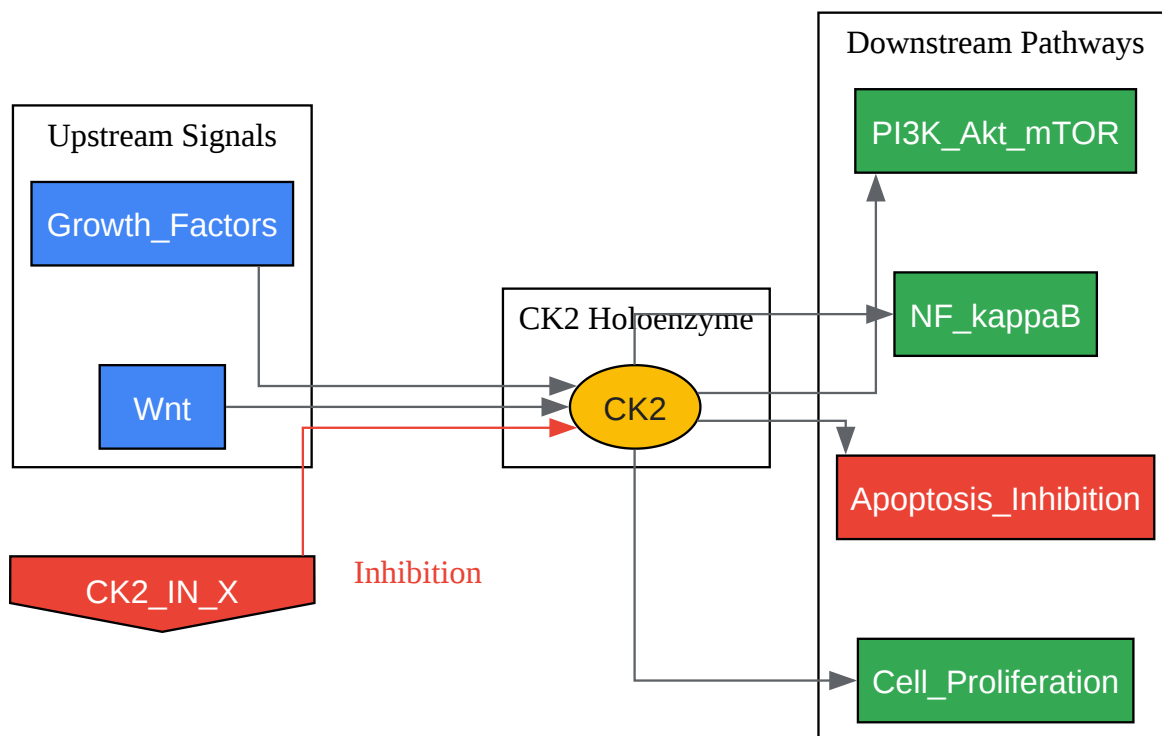 Upstream Signals
Growth_Factors
Wnt
CK2_IN_X
Inhibition
CK2 Holoenzyme
CK2
Downstream Pathways
PI3K_Akt_mTOR
NF_kappaB
Apoptosis_Inhibition
Cell_Proliferation